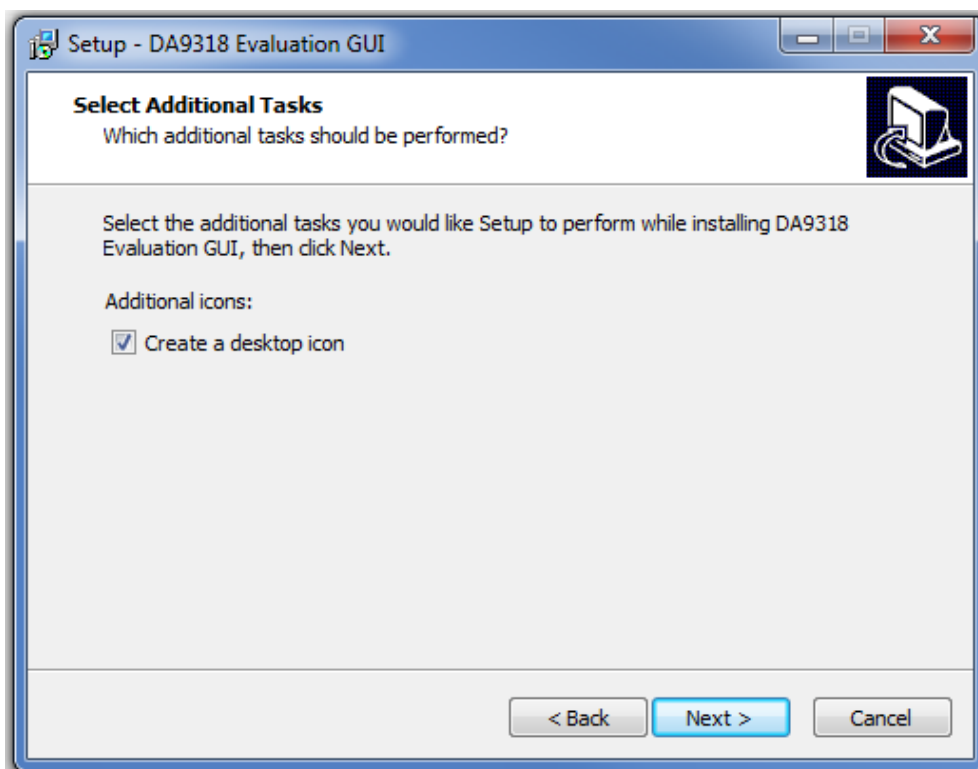 Setup - DA9318 Evaluation GUI
Select Additional Tasks
Which additional tasks should be performed?
Select the additional tasks you would like Setup to perform while installing DA9318
Evaluation GUI, then click Next.
Additional icons:
Create a desktop icon
< Back
Next >
Cancel